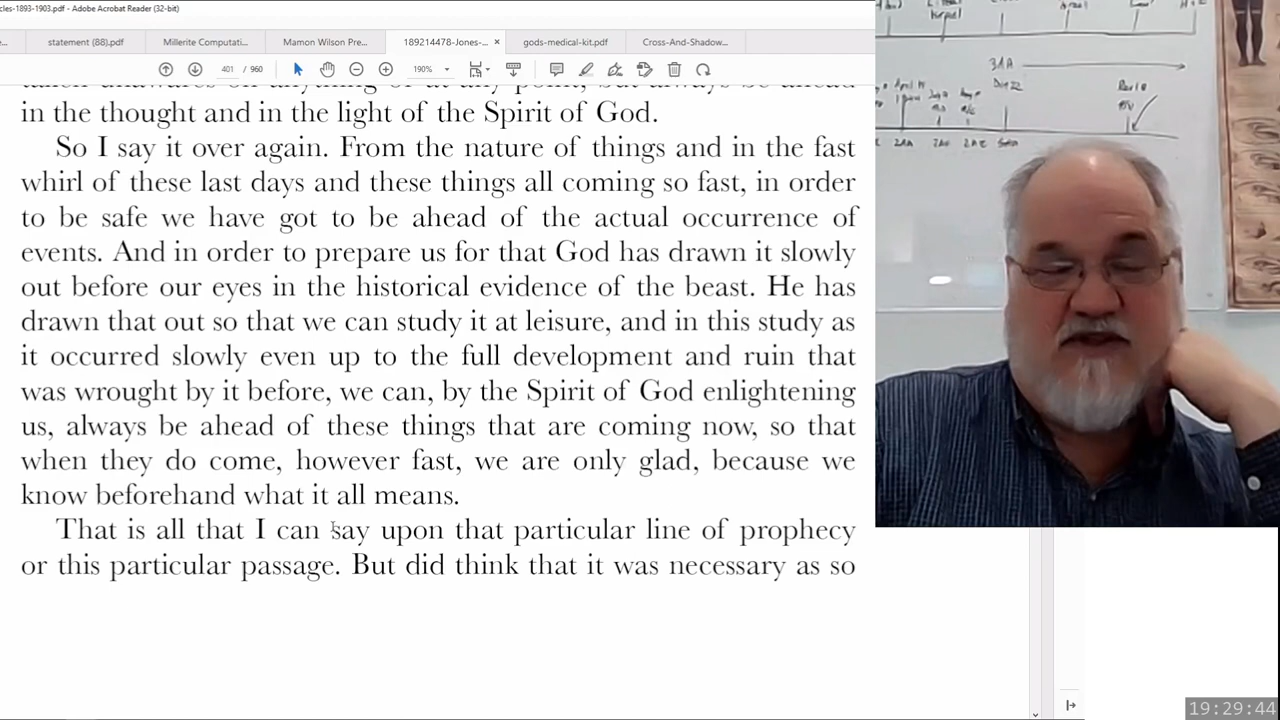 cles-1893-1903.pdf - Adobe Acrobat Reader (32-bit)
statement (88).pdf
Millerite Computati...
Mamon Wilson Pre...
189214478-Jones-...
gods-medical-kit.pdf
Cross-And-Shadow...
401 / 960
190%
in the thought and in the light of the Spirit of God.
So I say it over again. From the nature of things and in the fast
whirl of these last days and these things all coming so fast, in order
to be safe we have got to be ahead of the actual occurrence of
events. And in order to prepare us for that God has drawn it slowly
out before our eyes in the historical evidence of the beast. He has
drawn that out so that we can study it at leisure, and in this study as
it occurred slowly even up to the full development and ruin that
was wrought by it before, we can, by the Spirit of God enlightening
us, always be ahead of these things that are coming now, so that
when they do come, however fast, we are only glad, because we
know beforehand what it all means.
That is all that I can say upon that particular line of prophecy
or this particular passage. But did think that it was necessary as so
19:29:44